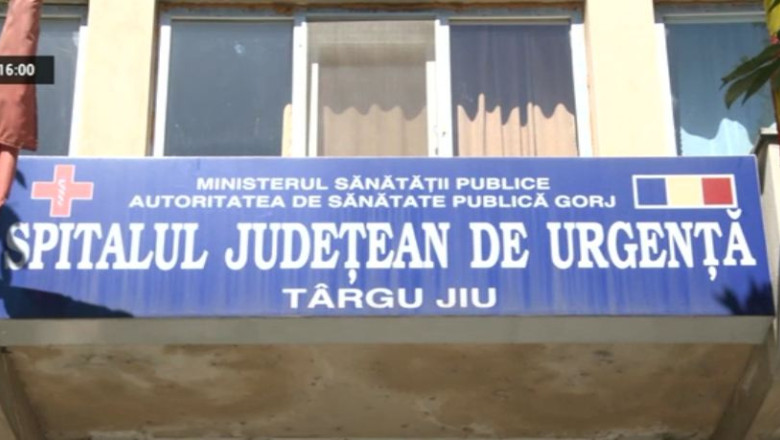 16:00
MINISTERUL SĂNĂTĂȚII PUBLICE
AUTORITATEA DE SĂNĂTATE PUBLICĂ GORJ
SPITALUL JUDEȚEAN DE URGENȚĂ
TÂRGU JIU